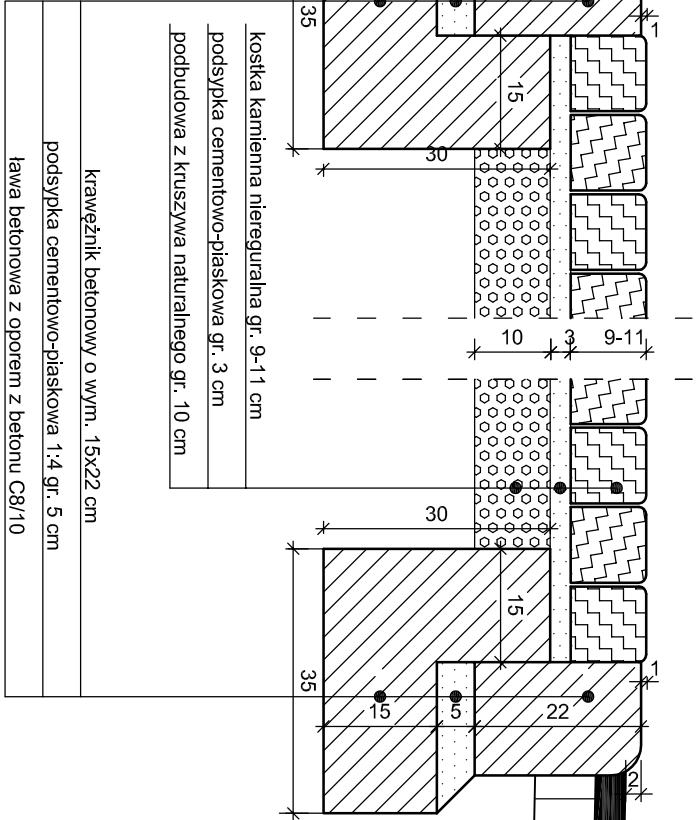 kostka kamienna niereguralna gr. 9-11 cm
podsypka cementowo-piaskowa gr. 3 cm
podbudowa z kruszywa naturalnego gr. 10 cm
krawężnik betonowy o wym. 15x22 cm
podsypka cementowo-piaskowa 1:4 gr. 5 cm
ława betonowa z oporem z betonu C8/10
35
15
30
1
10
3
9-11
30
15
35
15
5
22
1
2